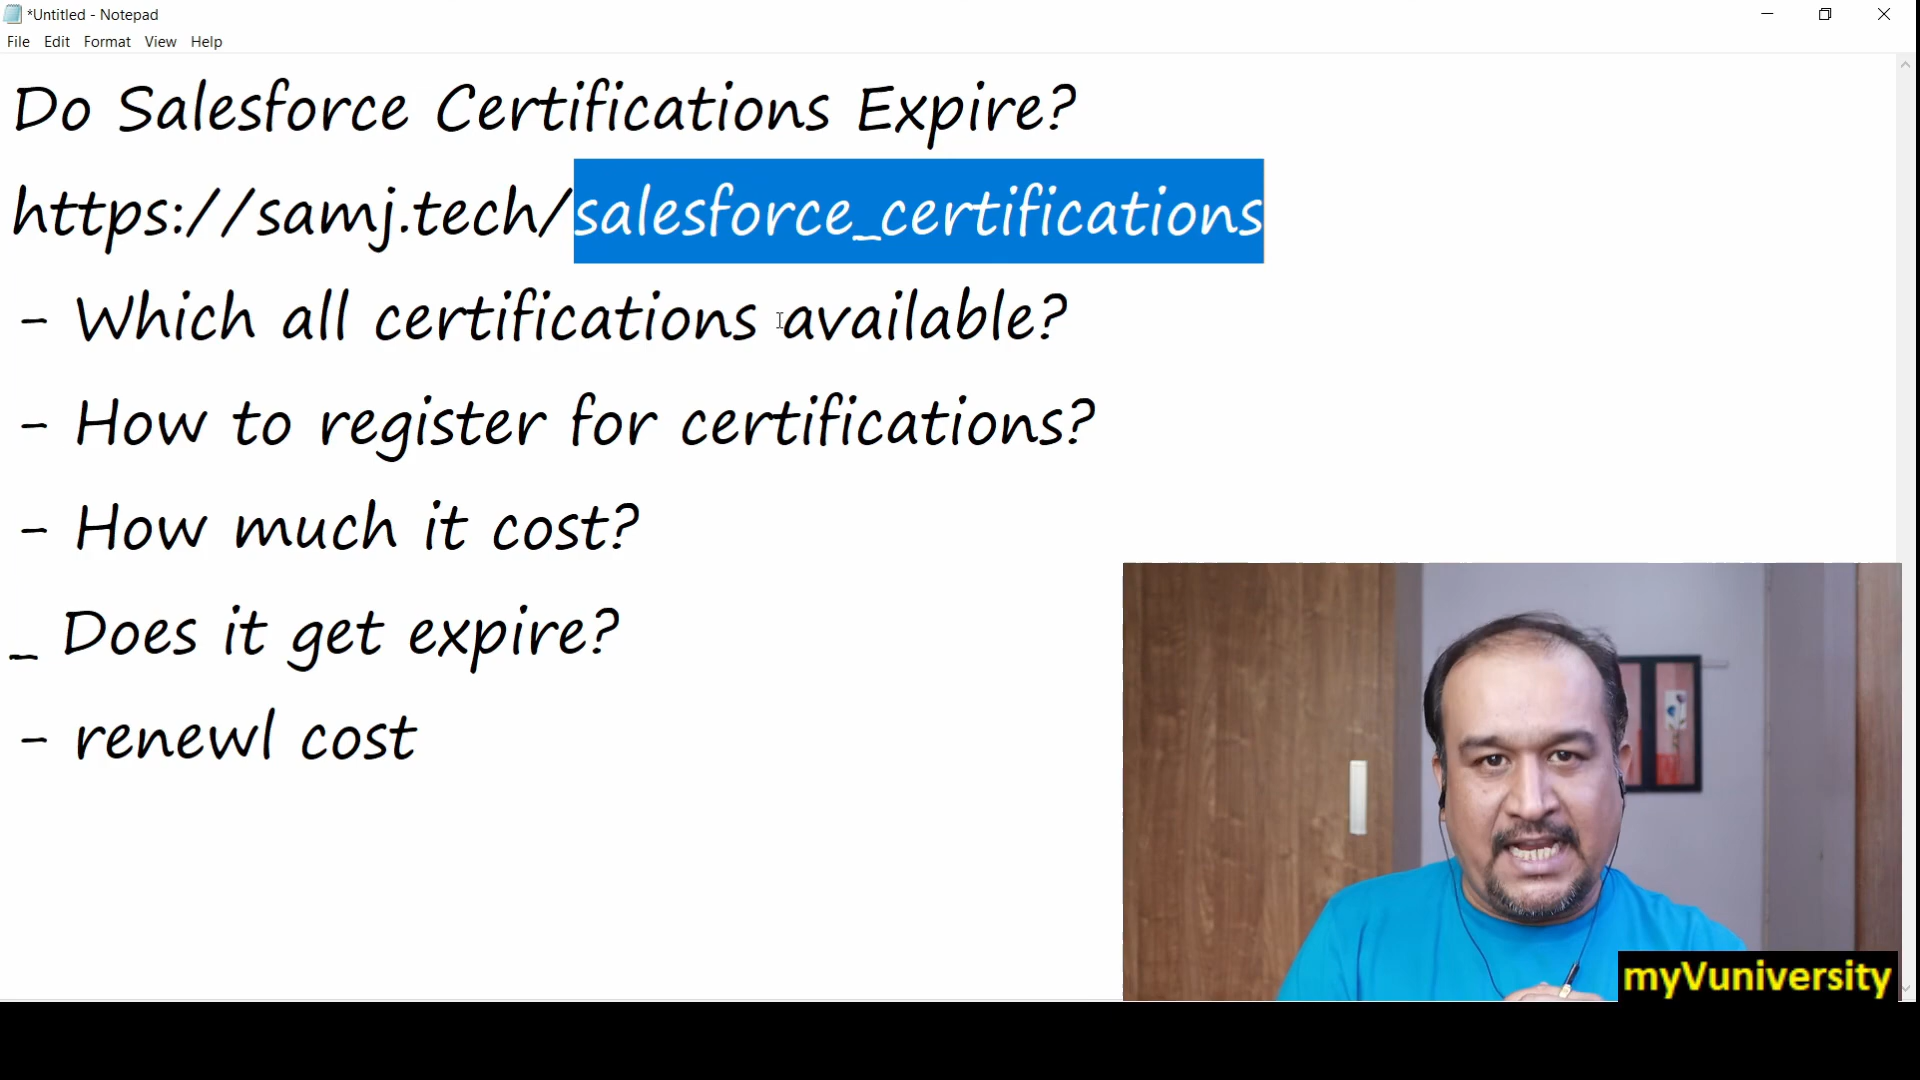 *Untitled - Notepad
File Edit Format View Help
Do Salesforce Certifications Expire?
https://samj.tech/salesforce_certifications
- Which all certifications available?
- How to register for certifications?
- How much it cost?
_ Does it get expire?
- renewl cost
myVuniversity